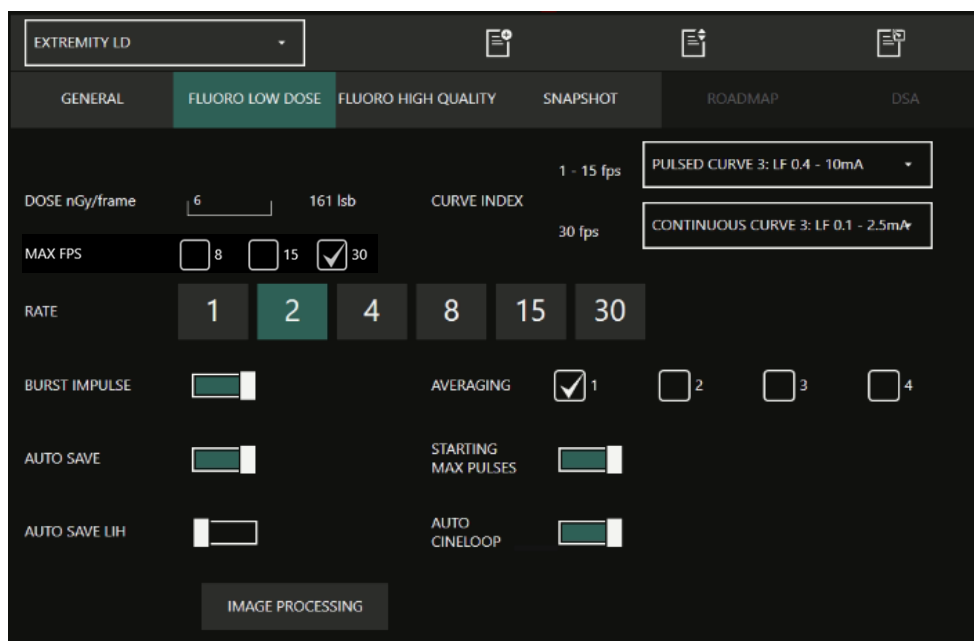 EXTREMITY LD
GENERAL FLUORO LOW DOSE FLUORO HIGH QUALITY SNAPSHOT ROADMAP DSA
1 - 15 fps PULSED CURVE 3: LF 0.4 - 10mA
DOSE nGy/frame 6 161 lsb CURVE INDEX
30 fps CONTINUOUS CURVE 3: LF 0.1 - 2.5mA
MAX FPS 8 15 30
RATE 1 2 4 8 15 30
BURST IMPULSE AVERAGING 1 2 3 4
AUTO SAVE STARTING
MAX PULSES
AUTO SAVE LIH AUTO
CINELOOP
IMAGE PROCESSING